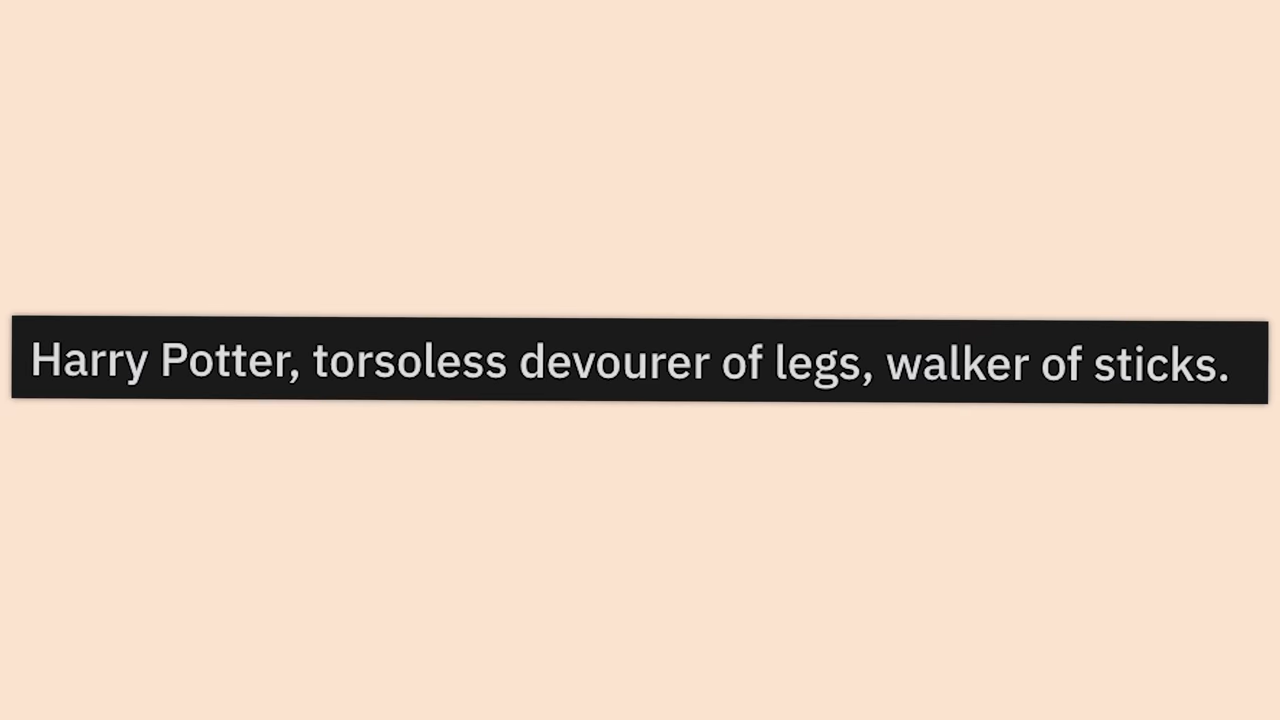 Harry Potter, torsoless devourer of legs, walker of sticks.